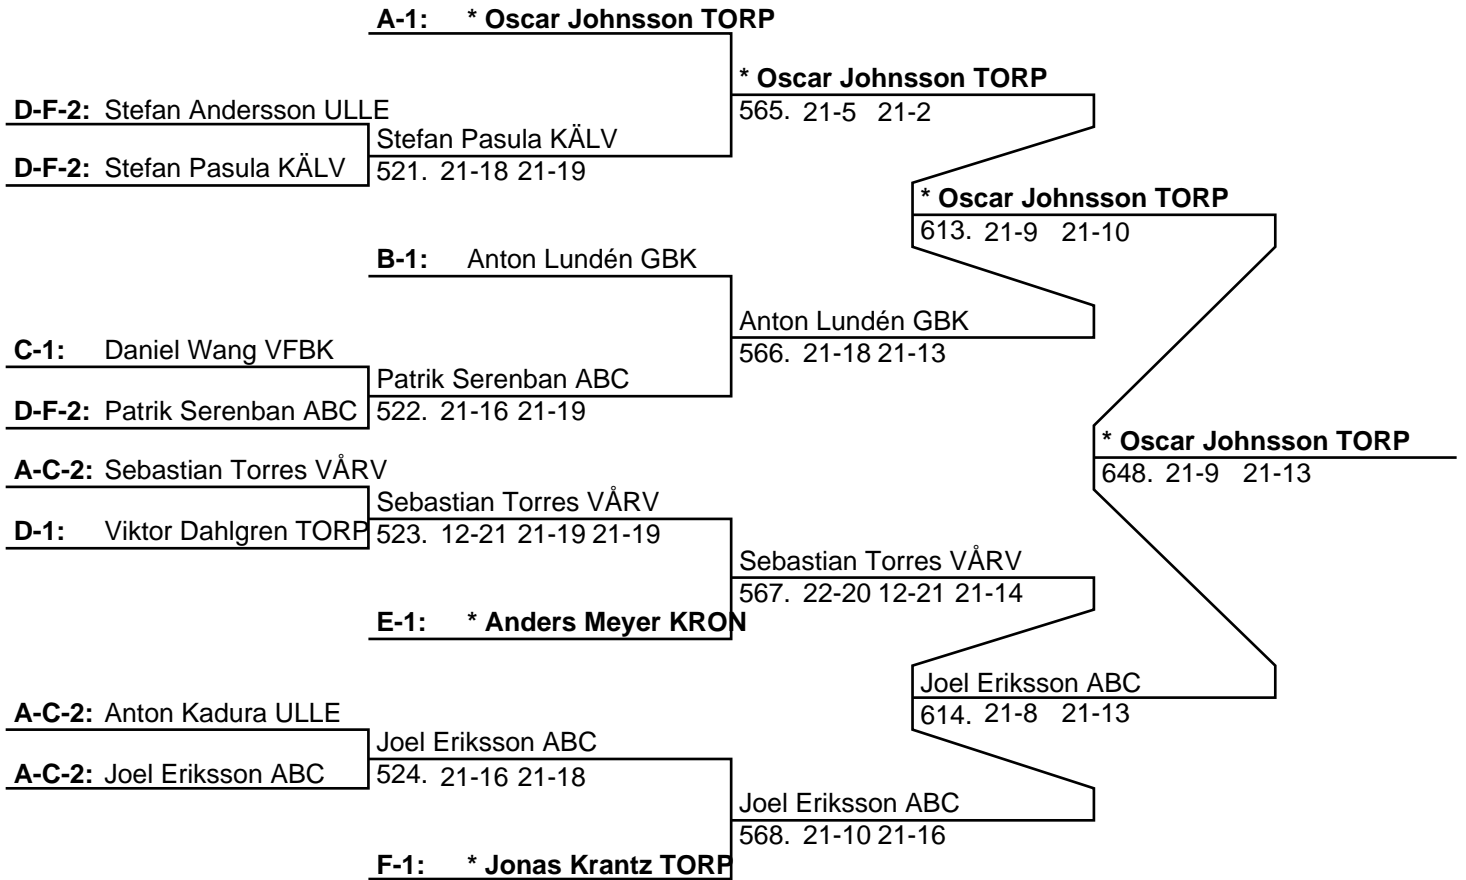 A-1: * Oscar Johnsson TORP
* Oscar Johnsson TORP
565. 21-5 21-2
D-F-2: Stefan Andersson ULLE
Stefan Pasula KÄLV
521. 21-18 21-19
D-F-2: Stefan Pasula KÄLV
* Oscar Johnsson TORP
613. 21-9 21-10
B-1: Anton Lundén GBK
Anton Lundén GBK
566. 21-18 21-13
C-1: Daniel Wang VFBK
Patrik Serenban ABC
522. 21-16 21-19
D-F-2: Patrik Serenban ABC
* Oscar Johnsson TORP
648. 21-9 21-13
A-C-2: Sebastian Torres VÅRV
Sebastian Torres VÅRV
523. 12-21 21-19 21-19
D-1: Viktor Dahlgren TORP
Sebastian Torres VÅRV
567. 22-20 12-21 21-14
E-1: * Anders Meyer KRON
Joel Eriksson ABC
614. 21-8 21-13
A-C-2: Anton Kadura ULLE
Joel Eriksson ABC
524. 21-16 21-18
A-C-2: Joel Eriksson ABC
Joel Eriksson ABC
568. 21-10 21-16
F-1: * Jonas Krantz TORP